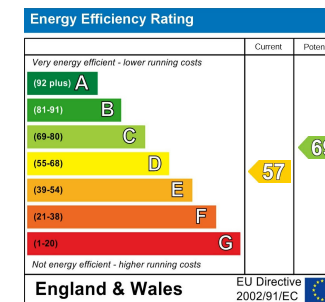 Energy Efficiency Rating
Current
Very energy efficient - lower running costs
(92 plus) A
(81-91) B
(69-80) C
(55-68) D
57
(39-54) E
(21-38) F
(1-20) G
Not energy efficient - higher running costs
England & Wales
EU Directive
2002/91/EC